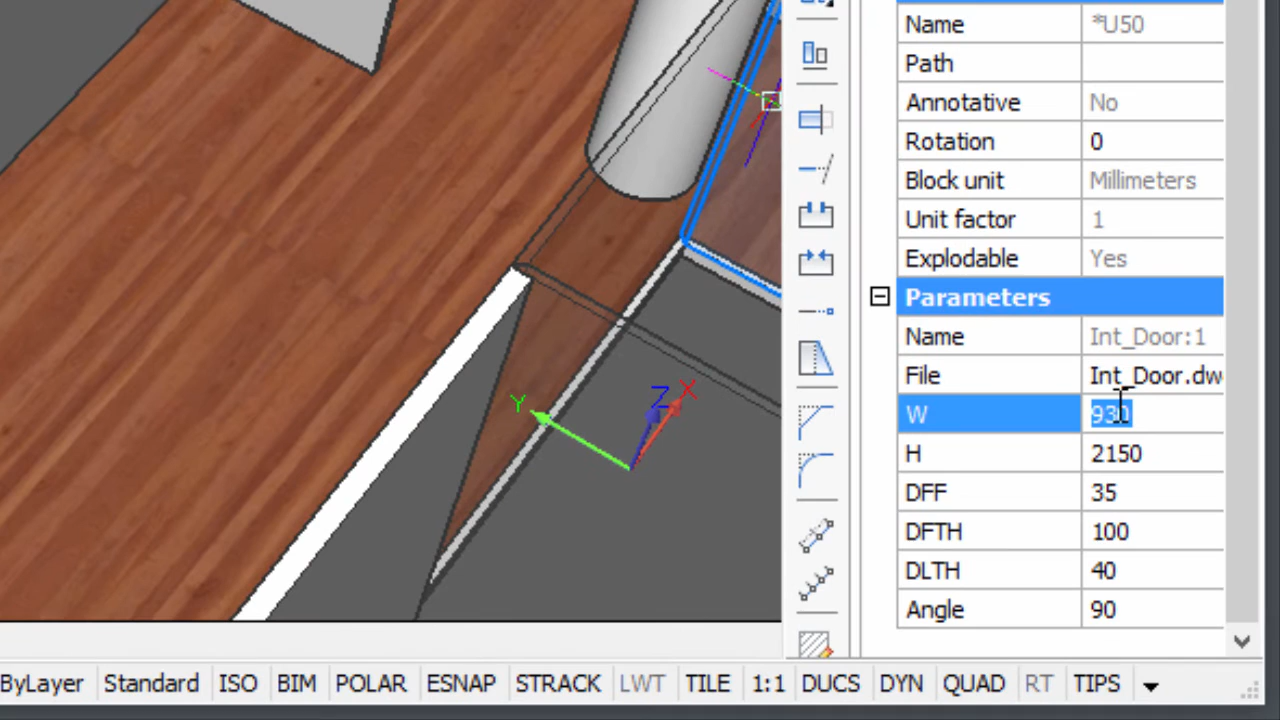 Name *U50
Path
Annotative No
Rotation 0
Block unit Millimeters
Unit factor 1
Explodable Yes
Parameters
Name Int_Door:1
File Int_Door.dw
W 930
H 2150
DFF 35
DFTH 100
DLTH 40
Angle 90
Y Z X
ByLayer Standard ISO BIM POLAR ESNAP STRACK LWT TILE 1:1 DUCS DYN QUAD RT TIPS